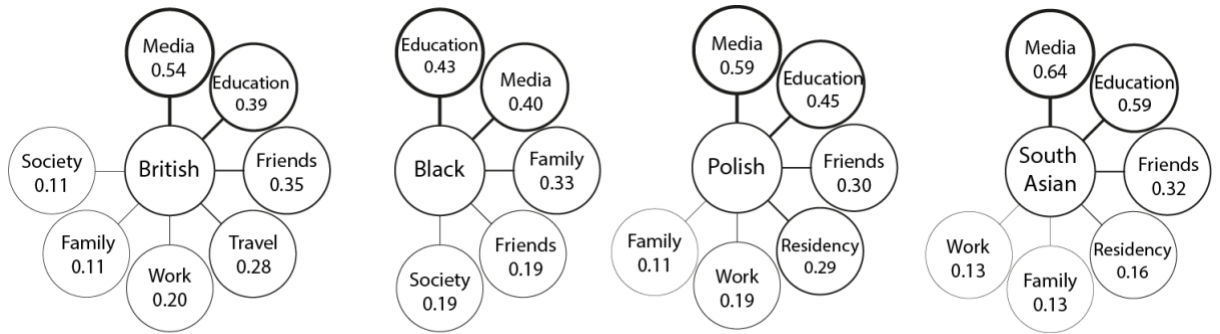 Media
0.54
Education
0.39
Friends
0.35
Travel
0.28
Work
0.20
Family
0.11
Society
0.11
British
Education
0.43
Media
0.40
Family
0.33
Friends
0.19
Society
0.19
Black
Media
0.59
Education
0.45
Friends
0.30
Residency
0.29
Work
0.19
Family
0.11
Polish
Media
0.64
Education
0.59
Friends
0.32
Residency
0.16
Family
0.13
Work
0.13
South
Asian